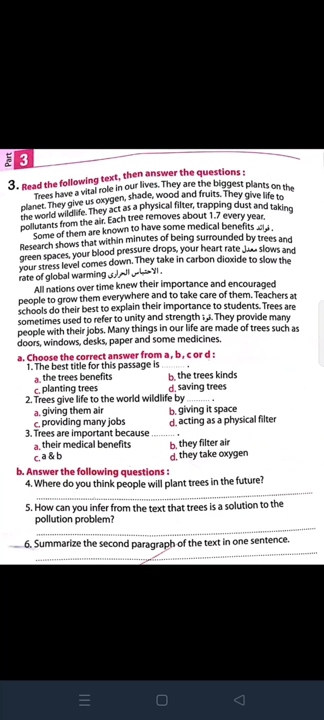 Part 3
3. Read the following text, then answer the questions :
Trees have a vital role in our lives. They are the biggest plants on the
planet. They give us oxygen, shade, wood and fruits. They give life to
the world wildlife. They act as a physical filter, trapping dust and taking
pollutants from the air. Each tree removes about 1.7 every year.
Some of them are known to have some medical benefits فوائد .
Research shows that within minutes of being surrounded by trees and
green spaces, your blood pressure drops, your heart rate معدل slows and
your stress level comes down. They take in carbon dioxide to slow the
rate of global warming الاحتباس الحرارى .
All nations over time knew their importance and encouraged
people to grow them everywhere and to take care of them. Teachers at
schools do their best to explain their importance to students. Trees are
sometimes used to refer to unity and strength قوة. They provide many
people with their jobs. Many things in our life are made of trees such as
doors, windows, desks, paper and some medicines.
a. Choose the correct answer from a, b, c or d :
1. The best title for this passage is .......... .
a. the trees benefits b. the trees kinds
c. planting trees d. saving trees
2. Trees give life to the world wildlife by .......... .
a. giving them air b. giving it space
c. providing many jobs d. acting as a physical filter
3. Trees are important because .......... .
a. their medical benefits b. they filter air
c. a & b d. they take oxygen
b. Answer the following questions :
4. Where do you think people will plant trees in the future?
5. How can you infer from the text that trees is a solution to the
pollution problem?
6. Summarize the second paragraph of the text in one sentence.